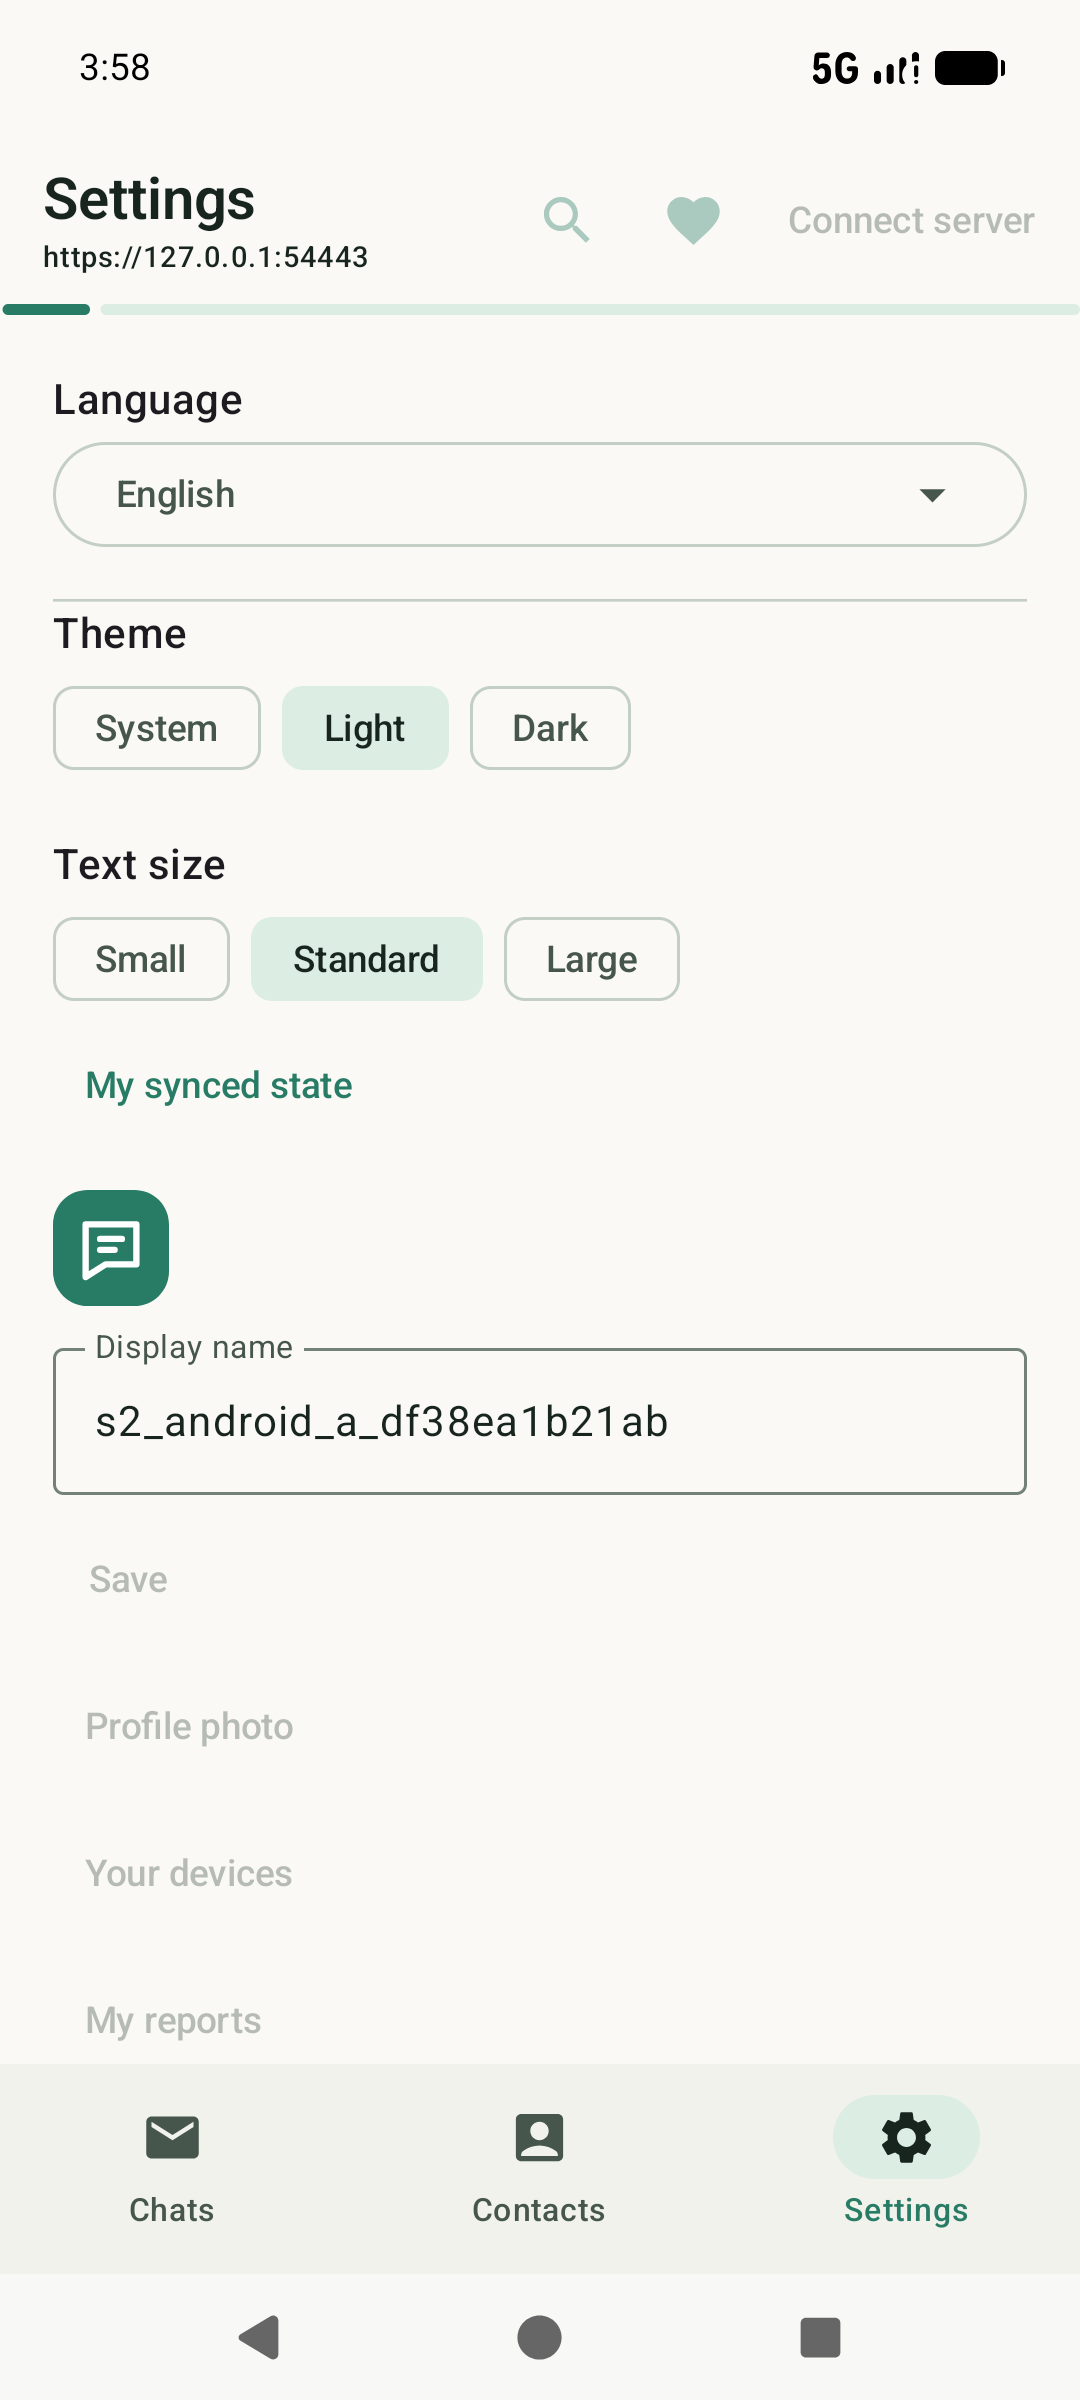 3:58
5G
Settings
https://127.0.0.1:54443
Connect server
Language
English
Theme
System
Light
Dark
Text size
Small
Standard
Large
My synced state
Display name
s2_android_a_df38ea1b21ab
Save
Profile photo
Your devices
My reports
Chats
Contacts
Settings